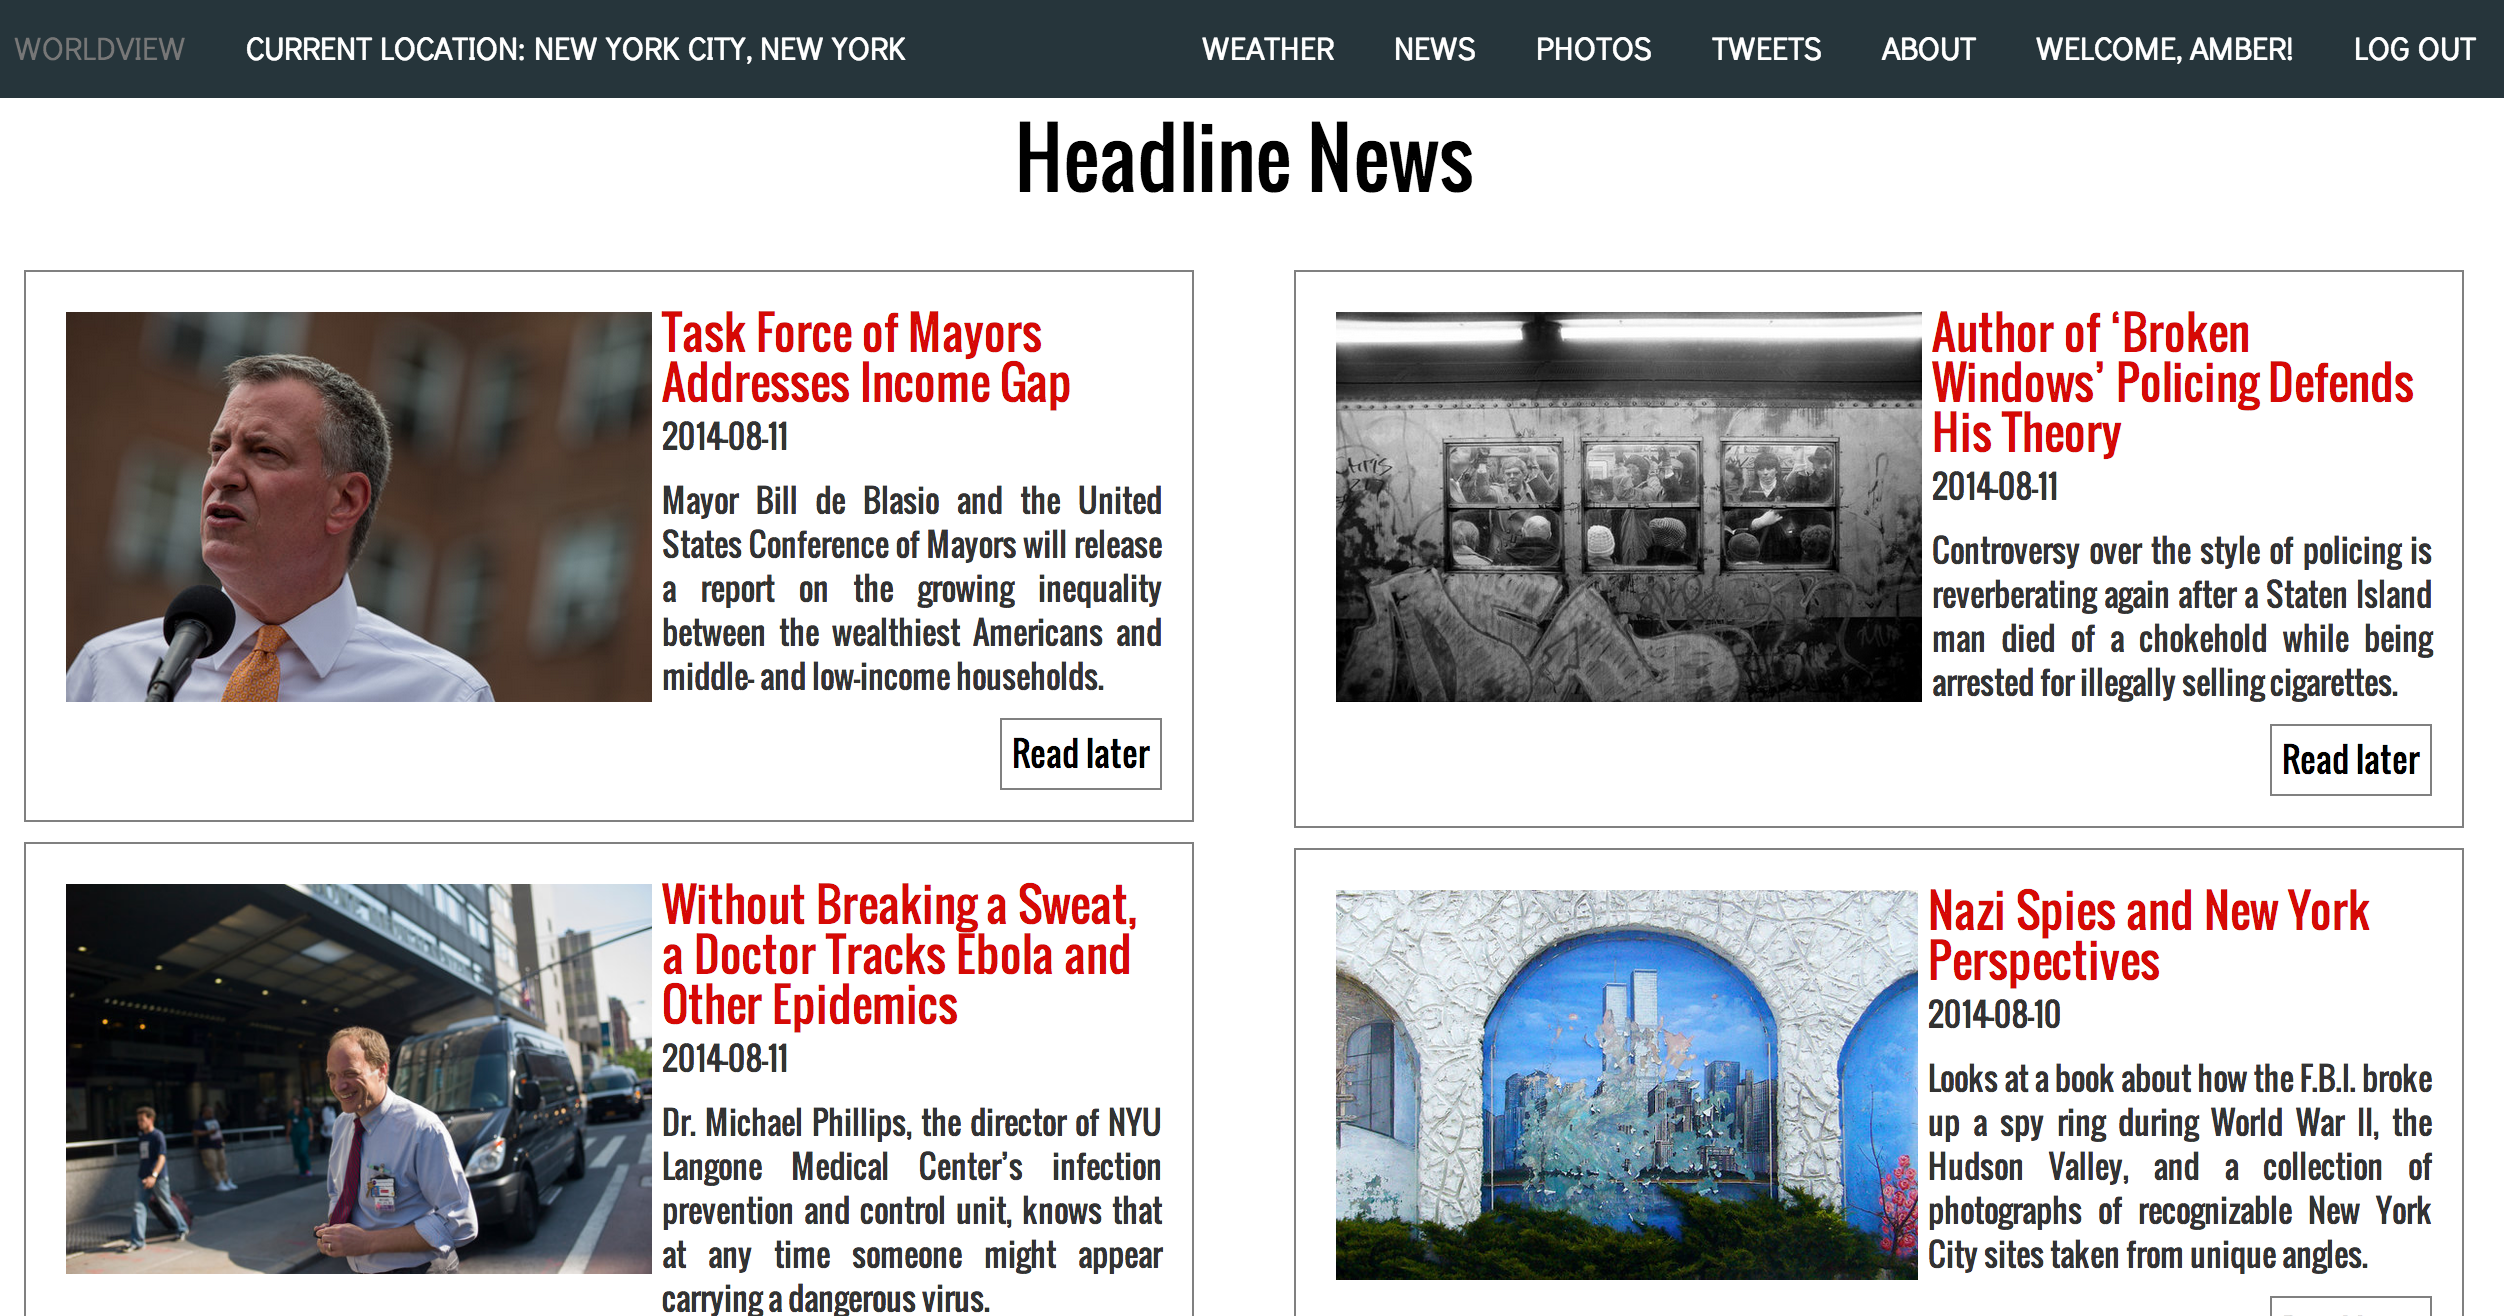 WORLDVIEW CURRENT LOCATION: NEW YORK CITY, NEW YORK WEATHER NEWS PHOTOS TWEETS ABOUT WELCOME, AMBER! LOG OUT
Headline News
Task Force of Mayors
Addresses Income Gap
2014-08-11
Mayor Bill de Blasio and the United
States Conference of Mayors will release
a report on the growing inequality
between the wealthiest Americans and
middle- and low-income households.
Read later
Author of ‘Broken
Windows’ Policing Defends
His Theory
2014-08-11
Controversy over the style of policing is
reverberating again after a Staten Island
man died of a chokehold while being
arrested for illegally selling cigarettes.
Read later
Without Breaking a Sweat,
a Doctor Tracks Ebola and
Other Epidemics
2014-08-11
Dr. Michael Phillips, the director of NYU
Langone Medical Center’s infection
prevention and control unit, knows that
at any time someone might appear
carrying a dangerous virus.
Nazi Spies and New York
Perspectives
2014-08-10
Looks at a book about how the F.B.I. broke
up a spy ring during World War II, the
Hudson Valley, and a collection of
photographs of recognizable New York
City sites taken from unique angles.